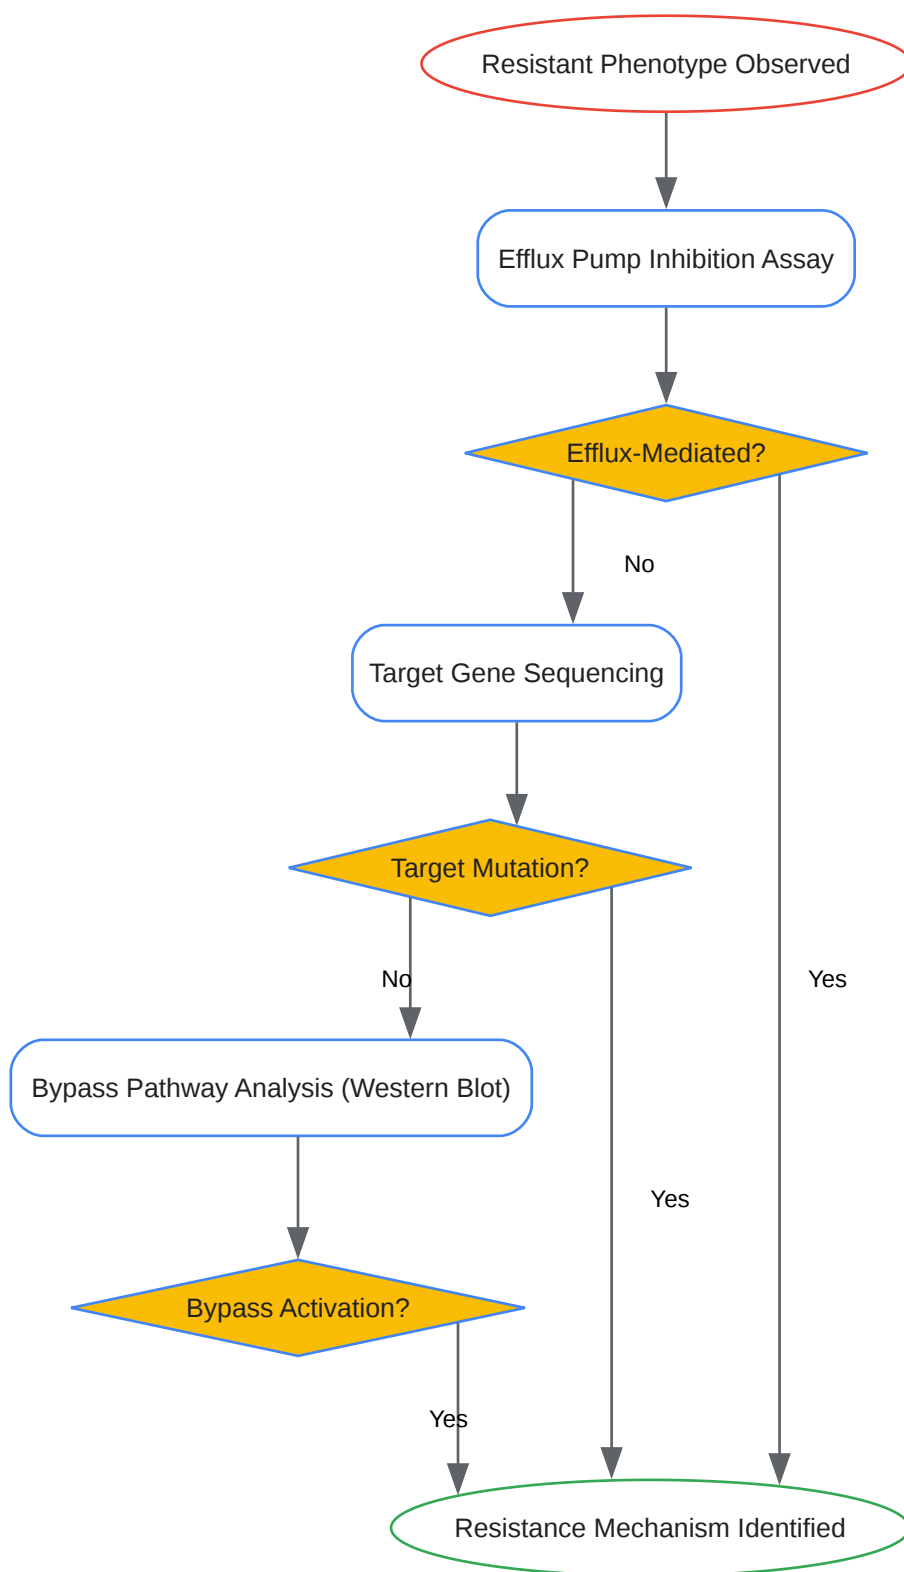 Resistant Phenotype Observed
Efflux Pump Inhibition Assay
Efflux-Mediated?
No
Target Gene Sequencing
Target Mutation?
No
Yes
Bypass Pathway Analysis (Western Blot)
Yes
Bypass Activation?
Yes
Resistance Mechanism Identified